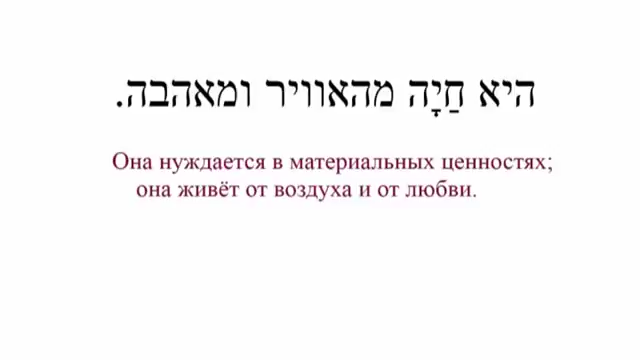 היא חַיָה מהאוויר ומאהבה.
Она нуждается в материальных ценностях;
она живёт от воздуха и от любви.